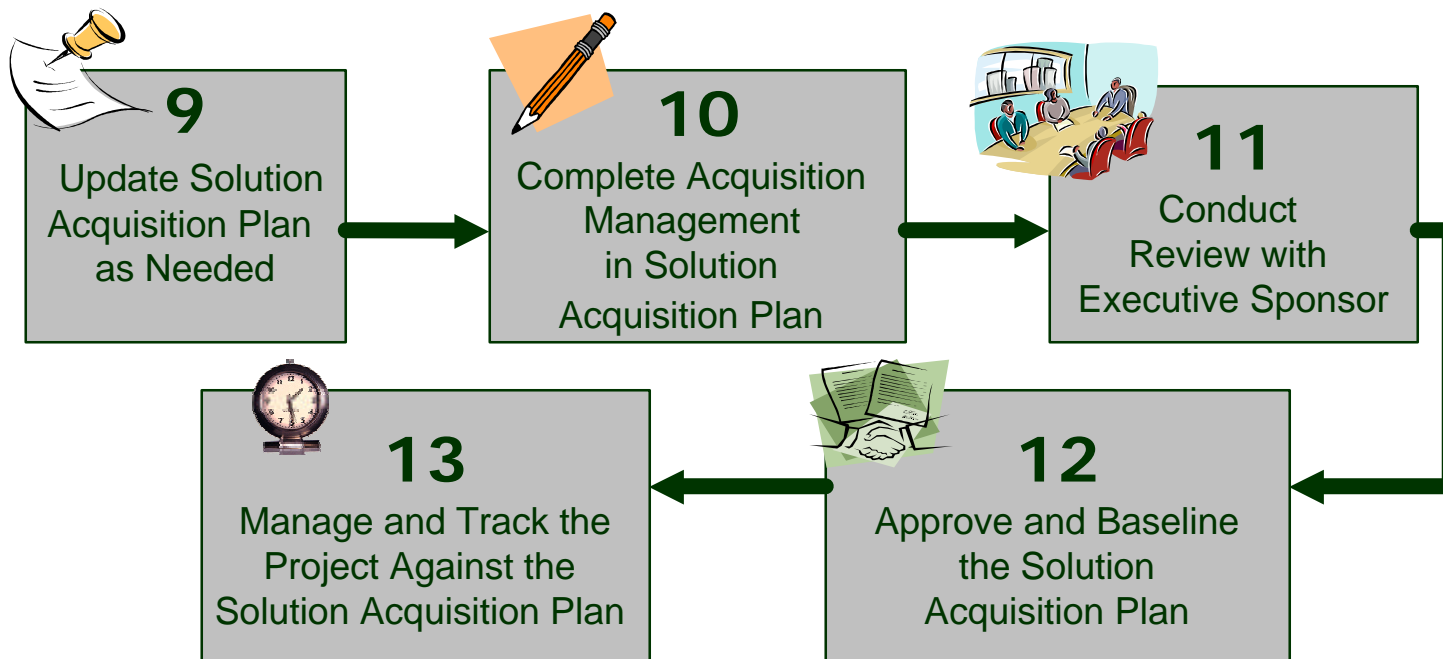 9
Update Solution
Acquisition Plan
as Needed
10
Complete Acquisition
Management
in Solution
Acquisition Plan
11
Conduct
Review with
Executive Sponsor
12
Approve and Baseline
the Solution
Acquisition Plan
13
Manage and Track the
Project Against the
Solution Acquisition Plan